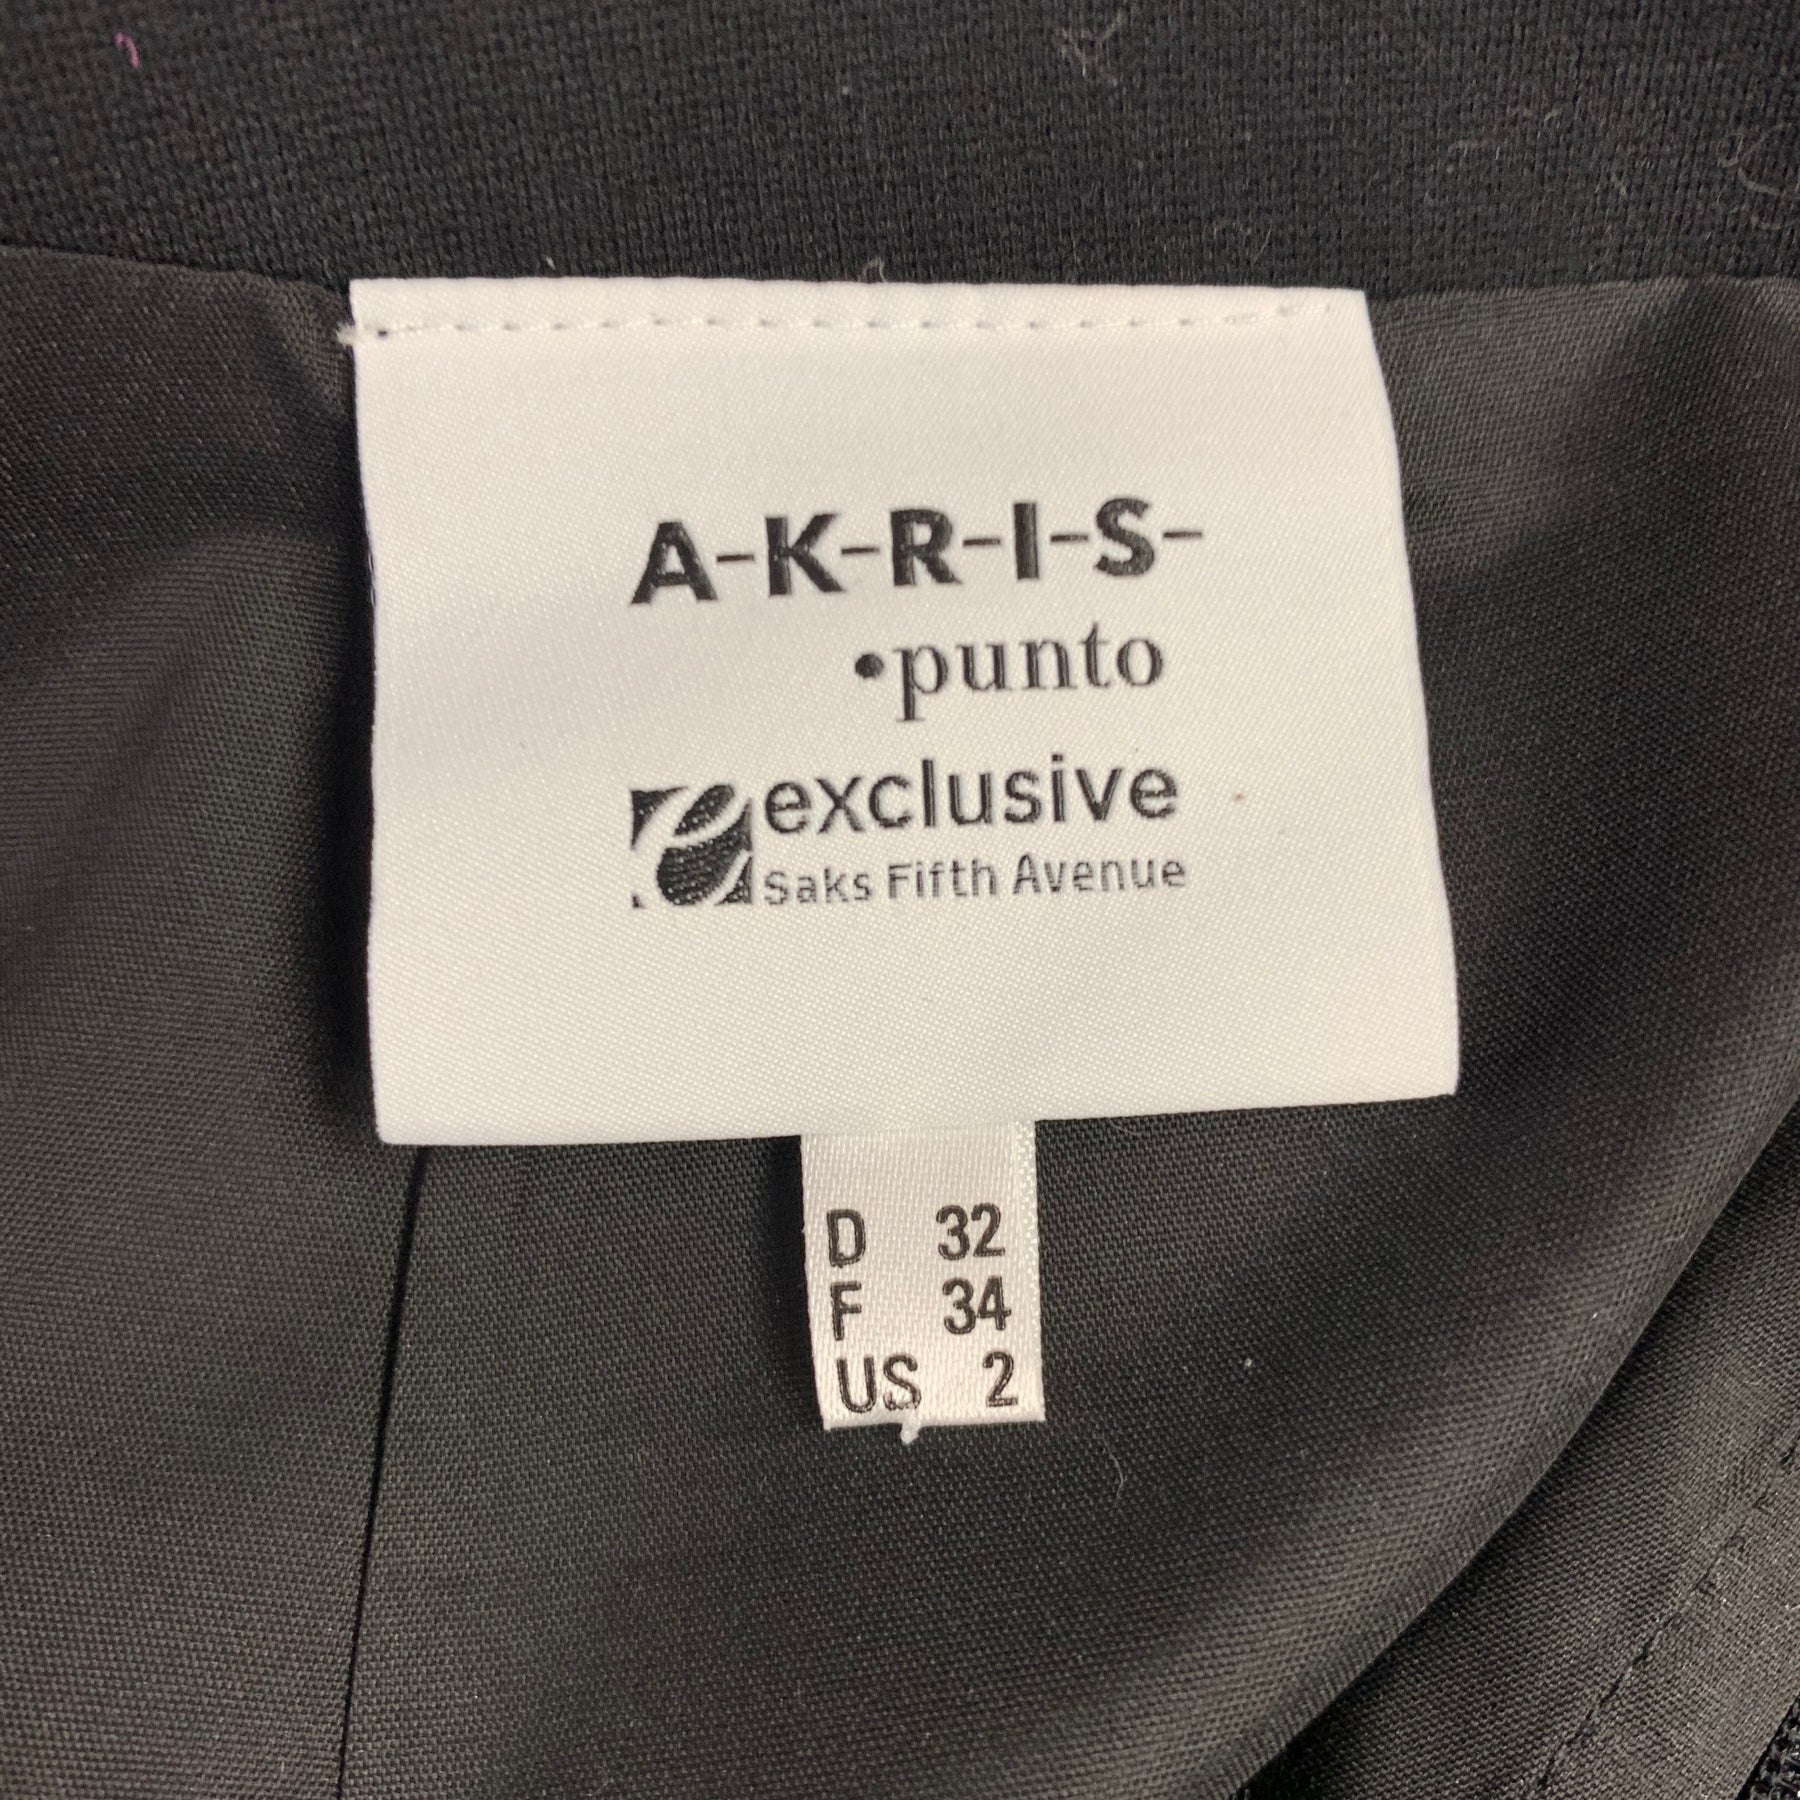 A-K-R-I-S-
•punto
e exclusive
Saks Fifth Avenue
D 32
F 34
US 2